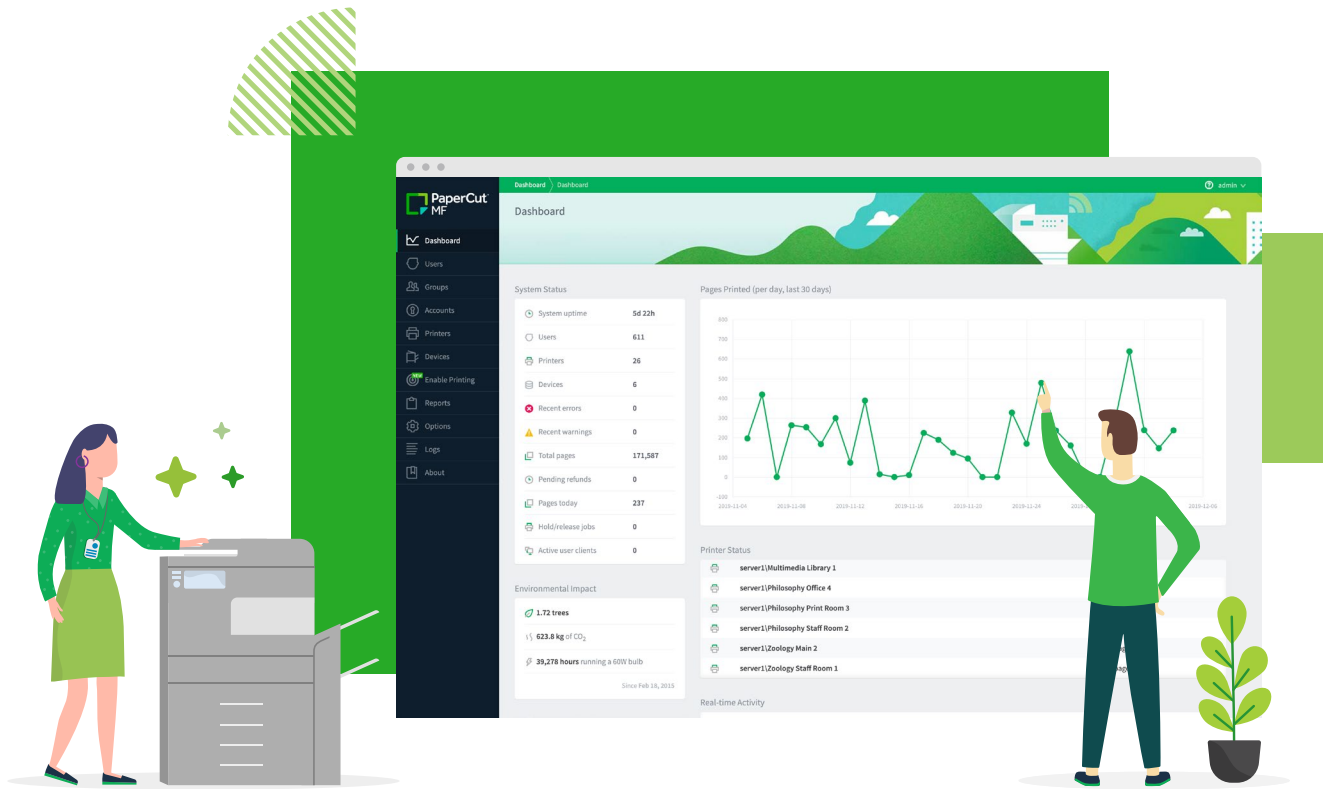 PaperCut
MF
Dashboard
Users
Groups
Accounts
Printers
Devices
NEW
Enable Printing
Reports
Options
Logs
About
Dashboard Dashboard
admin
Dashboard
System Status
System uptime 5d 22h
Users 611
Printers 26
Devices 6
Recent errors 0
Recent warnings 0
Total pages 171,587
Pending refunds 0
Pages today 237
Hold/release jobs 0
Active user clients 0
Environmental Impact
1.72 trees
623.8 kg of CO2
39,278 hours running a 60W bulb
Since Feb 18, 2015
Pages Printed (per day, last 30 days)
800
700
600
500
400
300
200
100
0
-100
2019-11-04 2019-11-08 2019-11-12 2019-11-16 2019-11-20 2019-11-24 2019-12-06
Printer Status
server1\Multimedia Library 1
server1\Philosophy Office 4
server1\Philosophy Print Room 3
server1\Philosophy Staff Room 2
server1\Zoology Main 2
server1\Zoology Staff Room 1
Real-time Activity